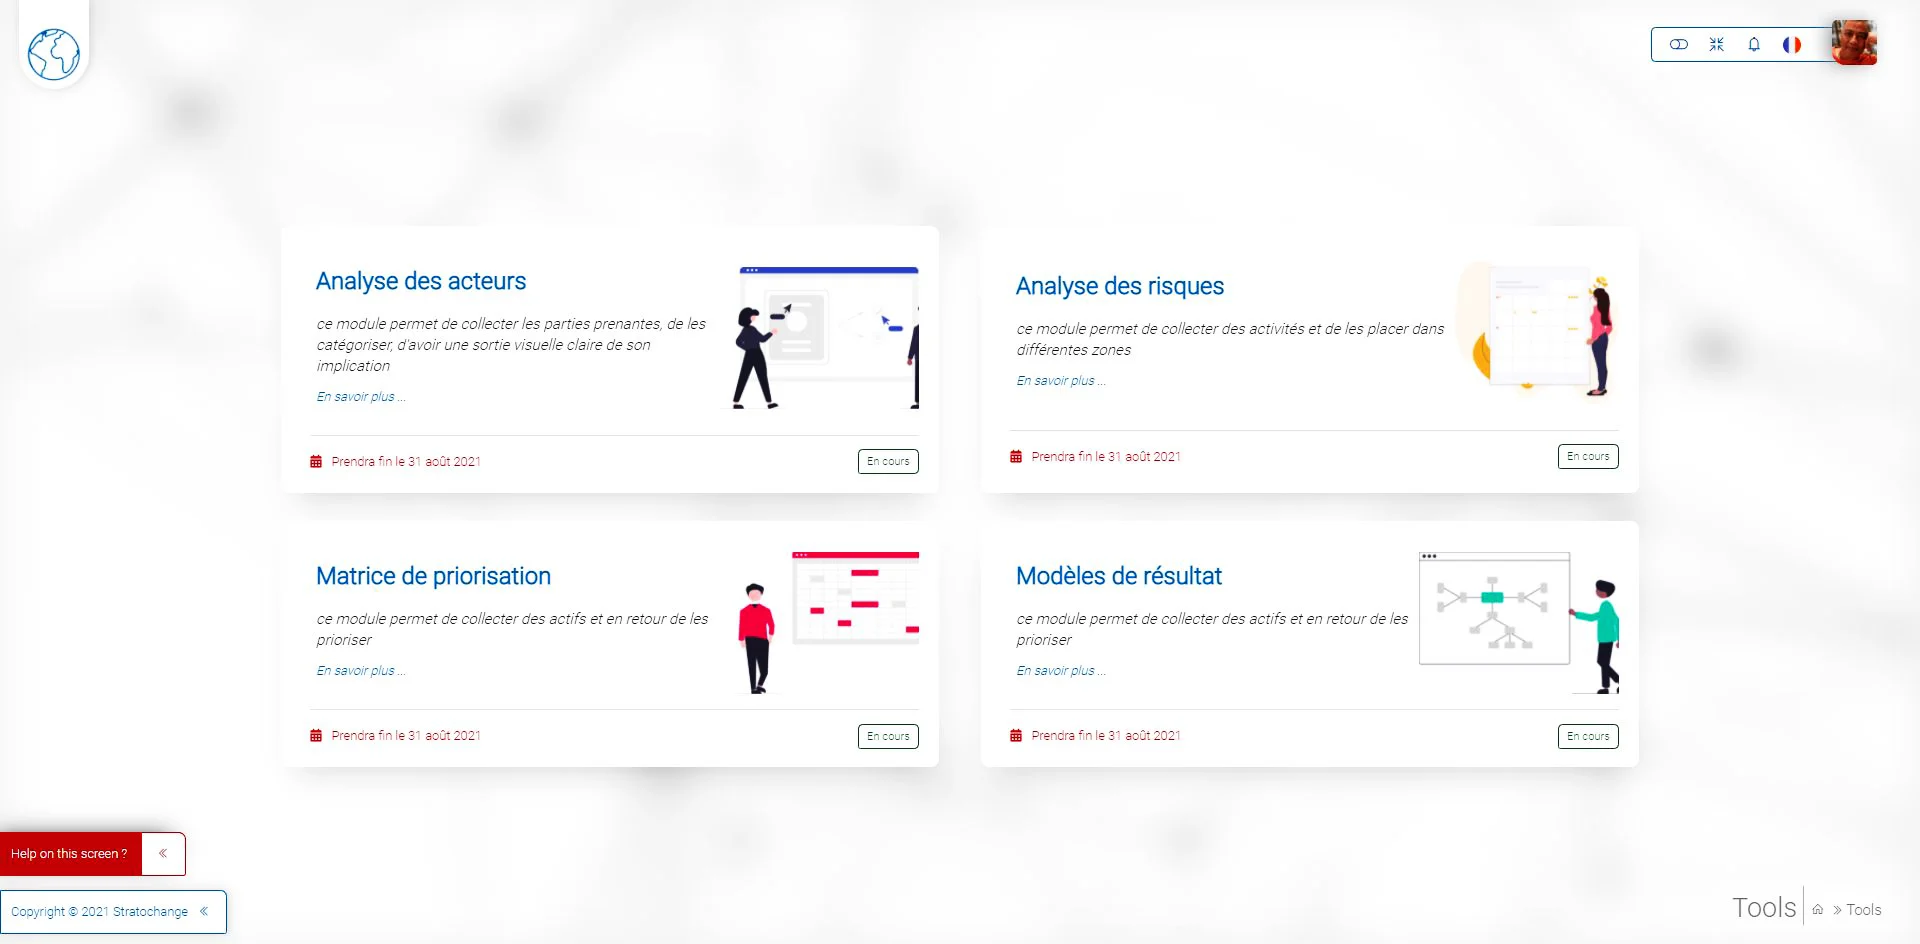 Analyse des acteurs
ce module permet de collecter les parties prenantes, de les
catégoriser, d'avoir une sortie visuelle claire de son
implication
En savoir plus ...
Prendra fin le 31 août 2021
En cours
Analyse des risques
ce module permet de collecter des activités et de les placer dans
différentes zones
En savoir plus ...
Prendra fin le 31 août 2021
En cours
Matrice de priorisation
ce module permet de collecter des actifs et en retour de les
prioriser
En savoir plus ...
Prendra fin le 31 août 2021
En cours
Modèles de résultat
ce module permet de collecter des actifs et en retour de les
prioriser
En savoir plus ...
Prendra fin le 31 août 2021
En cours
Help on this screen ?
Copyright © 2021 Stratochange
Tools
Tools